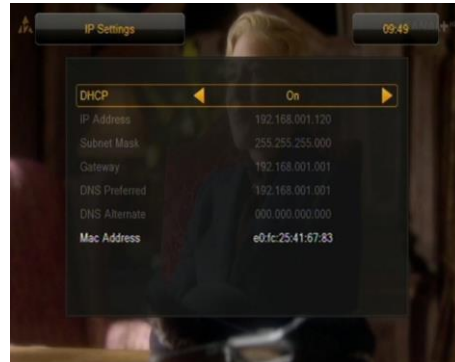 IP Settings
09:49
DHCP On
IP Address 192.168.001.120
Subnet Mask 255.255.255.000
Gateway 192.168.001.001
DNS Preferred 192.168.001.001
DNS Alternate 000.000.000.000
Mac Address e0:fc:25:41:67:83